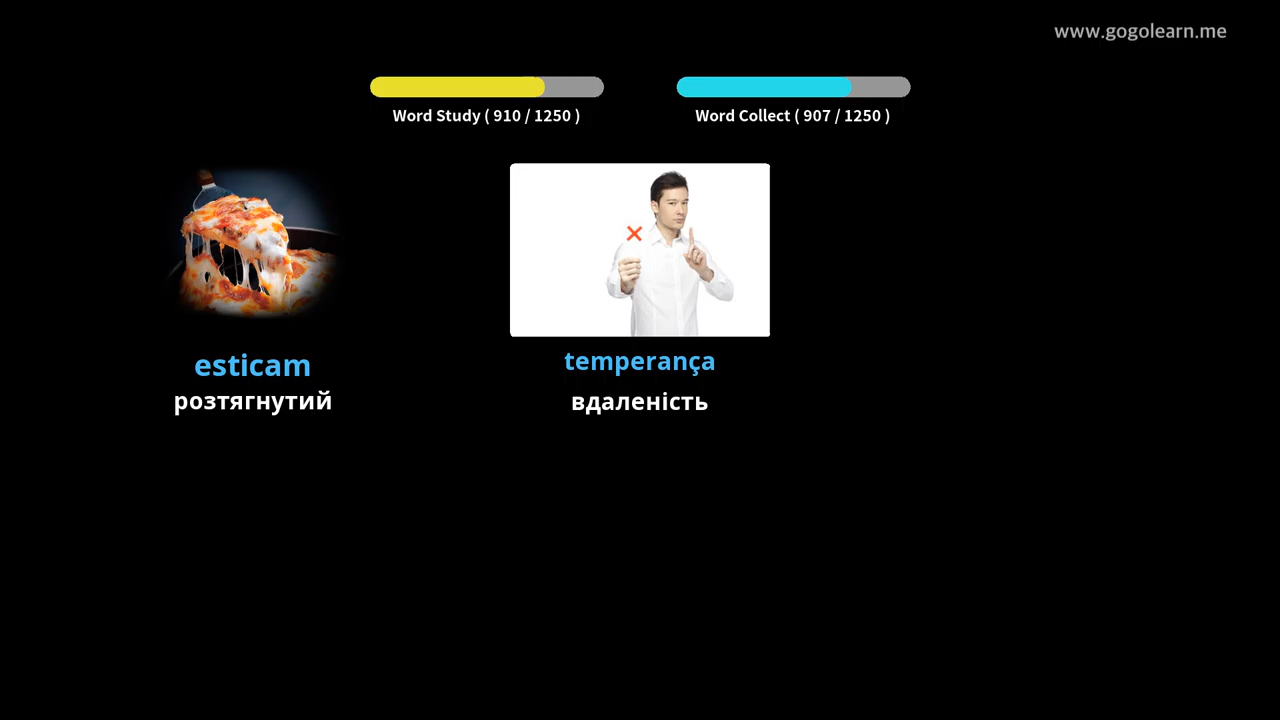 www.gogolearn.me
Word Study ( 910 / 1250 )
Word Collect ( 907 / 1250 )
esticam
розтягнутий
temperança
вдаленість